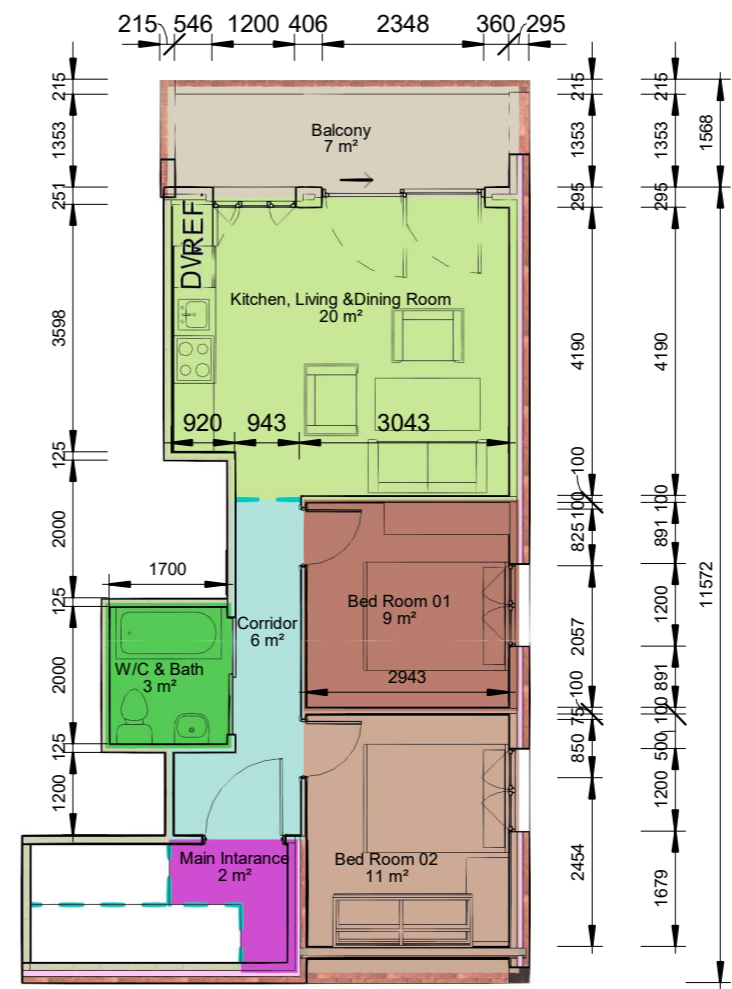 215 546 1200 406 2348 360 295
215
1353
251
3598
125
2000
125
2000
125
1200
Balcony
7 m²
DW
REF
Kitchen, Living &Dining Room
20 m²
920 943 3043
1700
Corridor
6 m²
W/C & Bath
3 m²
Bed Room 01
9 m²
2943
Main Intarance
2 m²
Bed Room 02
11 m²
215
1353
295
4190
100
100
825
2057
100
75
850
2454
215
1353
295
4190
100
891
1200
891
100
500
1200
1679
1568
11572